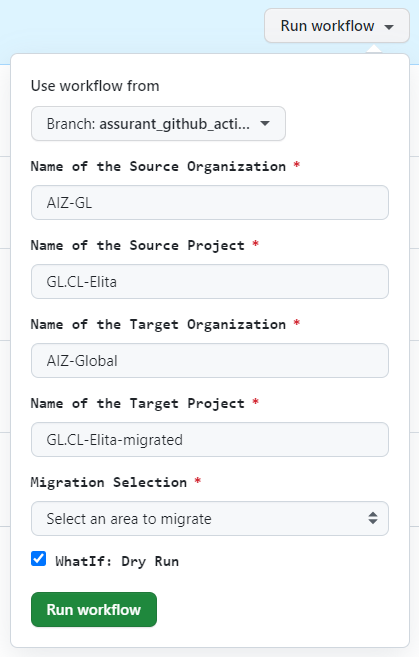 Run workflow
Use workflow from
Branch: assurant_github_acti...
Name of the Source Organization *
AIZ-GL
Name of the Source Project *
GL.CL-Elita
Name of the Target Organization *
AIZ-Global
Name of the Target Project *
GL.CL-Elita-migrated
Migration Selection *
Select an area to migrate
WhatIf: Dry Run
Run workflow